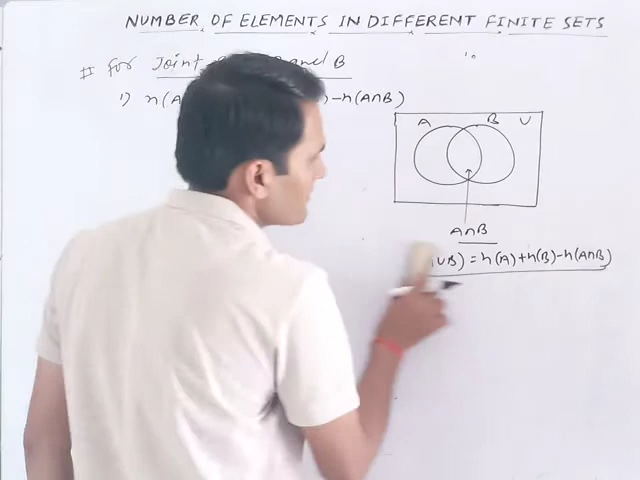 NUMBER OF ELEMENTS IN DIFFERENT FINITE SETS
# for Joint and B
1) n(A - n(A∩B)
A B U
A∩B
∪B) = n(A) + n(B) - n(A∩B)